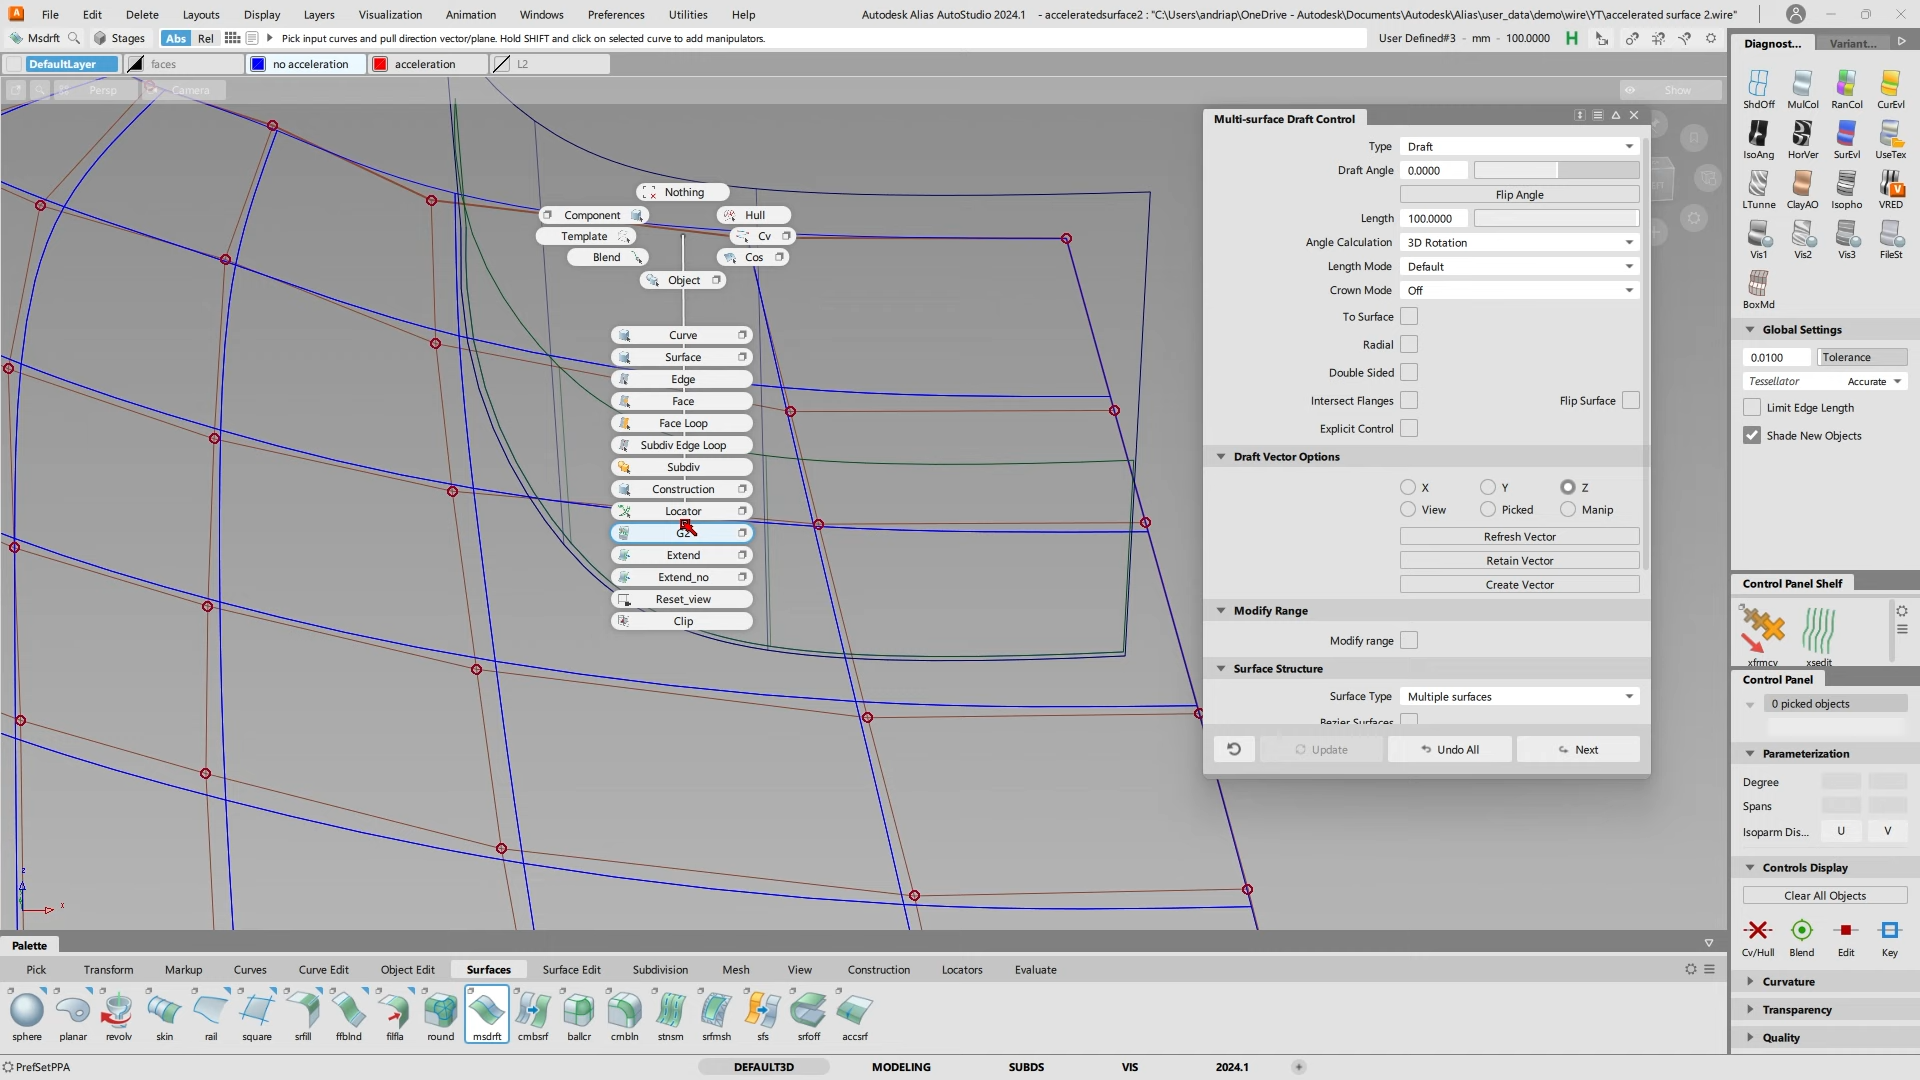 File Edit Delete Layouts Display Layers Visualization Animation Windows Preferences Utilities Help
Autodesk Alias AutoStudio 2024.1 - acceleratedsurface2 : "C:\Users\andriap\OneDrive - Autodesk\Documents\Autodesk\Alias\user_data\demo\wire\YT\accelerated surface 2.wire"
Msdrft Stages Abs Rel Pick input curves and pull direction vector/plane. Hold SHIFT and click on selected curve to add manipulators.
User Defined#3 - mm - 100.0000 H
DefaultLayer faces no acceleration acceleration L2
Persp Camera Show
Nothing
Component Hull
Template Cv
Blend Cos
Object
Curve
Surface
Edge
Face
Face Loop
Subdiv Edge Loop
Subdiv
Construction
Locator
G2
Extend
Extend_no
Reset_view
Clip
Multi-surface Draft Control
Type Draft
Draft Angle 0.0000
Flip Angle
Length 100.0000
Angle Calculation 3D Rotation
Length Mode Default
Crown Mode Off
To Surface
Radial
Double Sided
Intersect Flanges Flip Surface
Explicit Control
Draft Vector Options
X Y Z
View Picked Manip
Refresh Vector
Retain Vector
Create Vector
Modify Range
Modify range
Surface Structure
Surface Type Multiple surfaces
Bezier Surfaces
Update Undo All Next
Diagnost... Variant...
ShdOff MulCol RanCol CurEvl
IsoAng HorVer SurEvl UseTex
LTunne ClayAO Isopho VRED
Vis1 Vis2 Vis3 FileSt
BoxMd
Global Settings
0.0100 Tolerance
Tessellator Accurate
Limit Edge Length
Shade New Objects
Control Panel Shelf
xfrmcv xsedit
Control Panel
0 picked objects
Parameterization
Degree
Spans
Isoparm Dis... U V
Controls Display
Clear All Objects
Cv/Hull Blend Edit Key
Curvature
Transparency
Quality
z
x
Palette
Pick Transform Markup Curves Curve Edit Object Edit Surfaces Surface Edit Subdivision Mesh View Construction Locators Evaluate
sphere planar revolv skin rail square srfill ffblnd filfla round msdrft cmbsrf ballcr crnbln stnsm srfmsh sfs srfoff accsrf
PrefSetPPA DEFAULT3D MODELING SUBDS VIS 2024.1